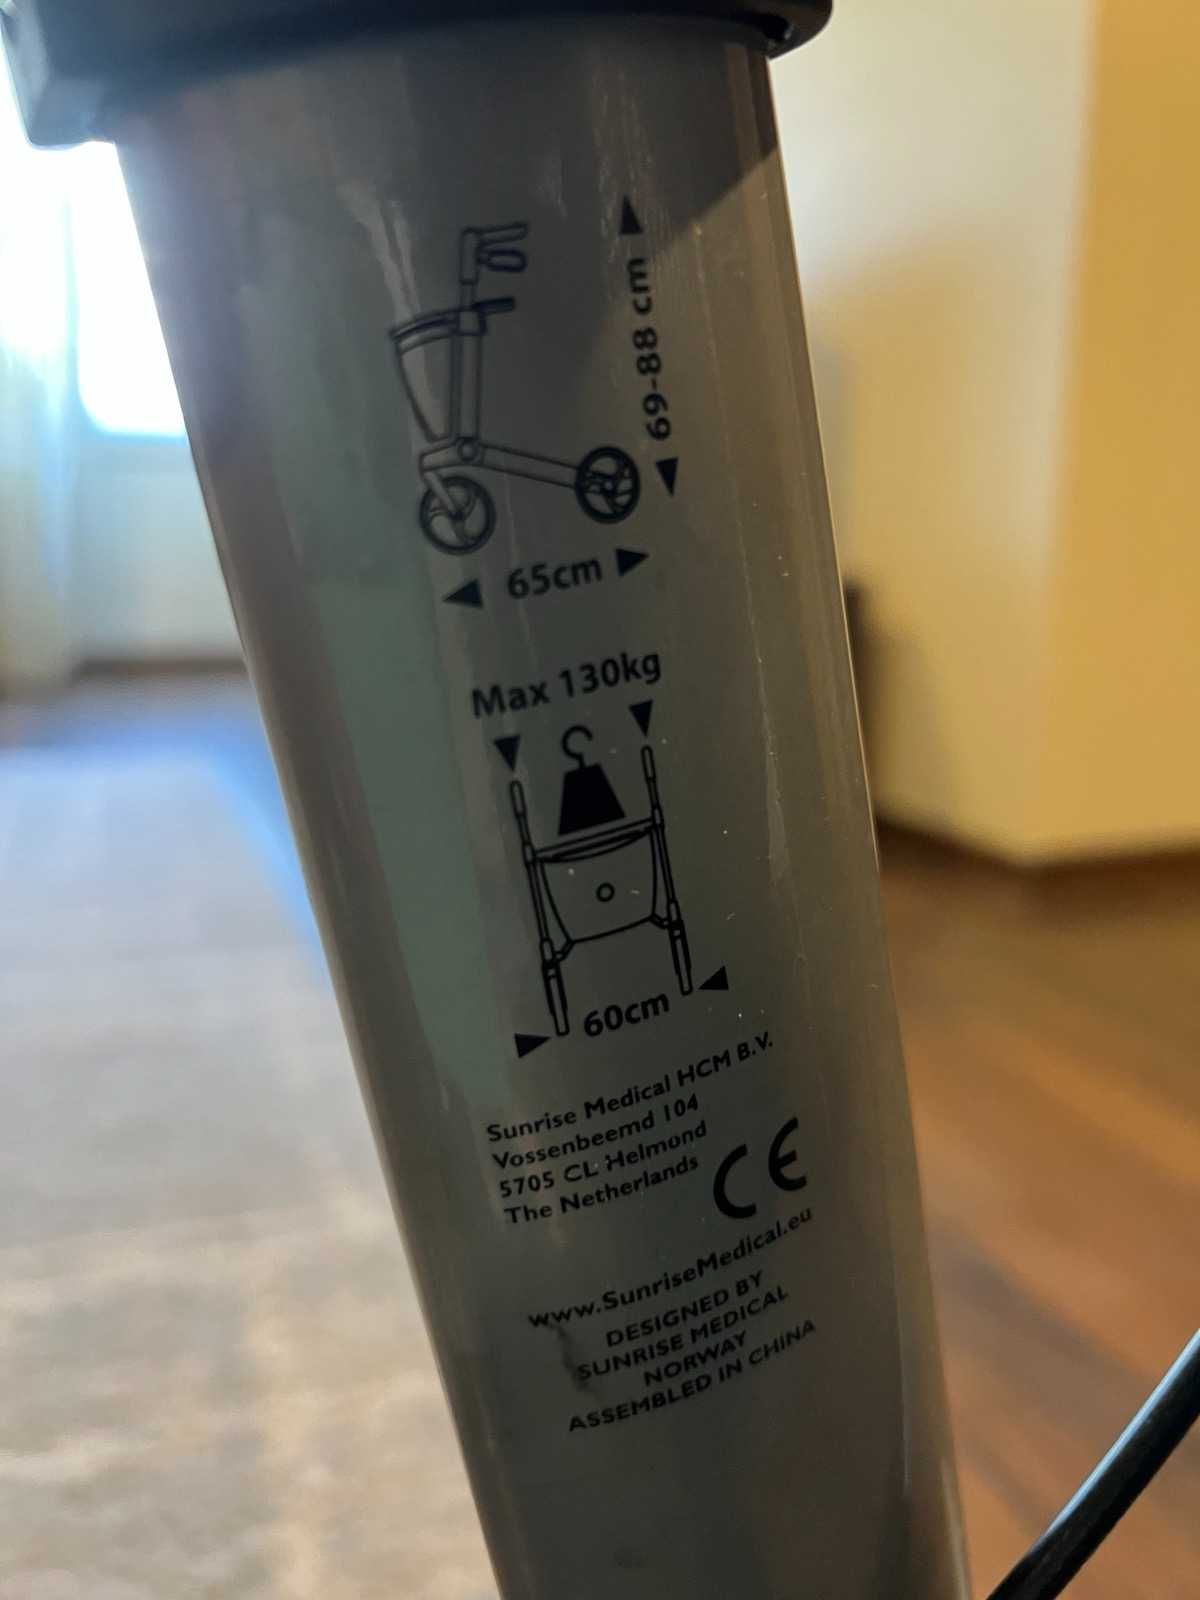 69-88 cm
65cm
Max 130kg
60cm
Sunrise Medical HCM B.V.
Vossenbeemd 104
5705 CL Helmond
The Netherlands
CE
www.SunriseMedical.eu
DESIGNED BY
SUNRISE MEDICAL
NORWAY
ASSEMBLED IN CHINA